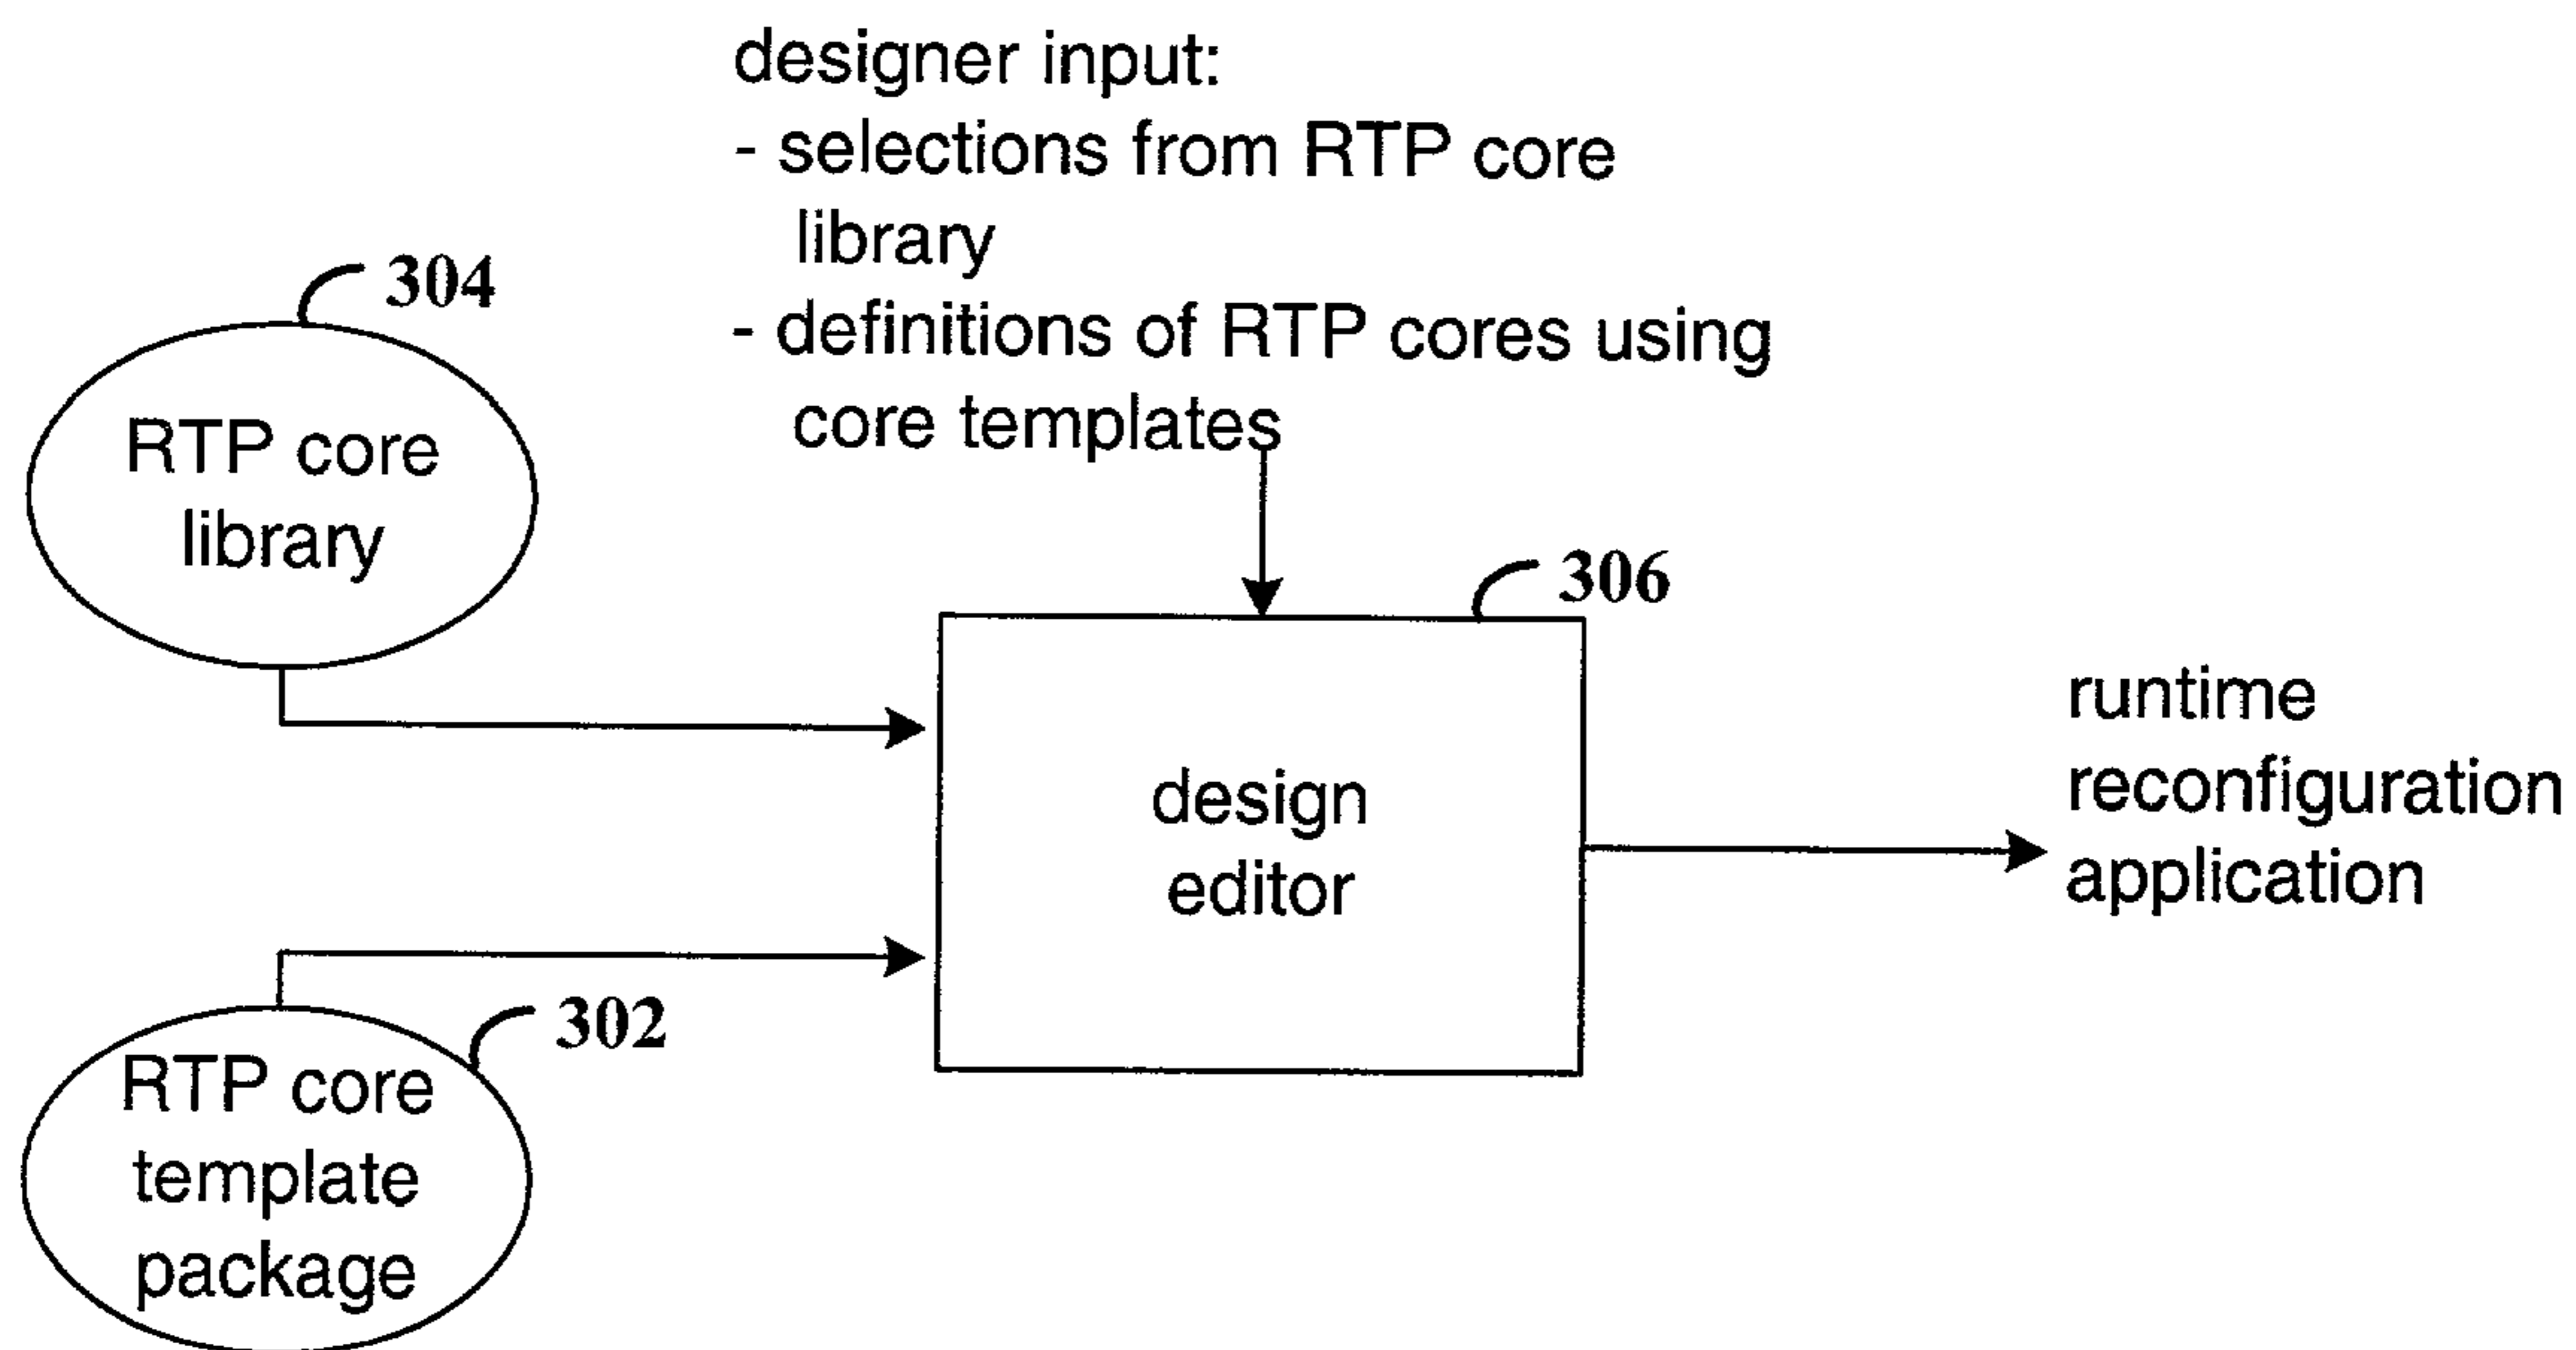 designer input:
- selections from RTP core
library
- definitions of RTP cores using
core templates
304
RTP core
library
306
design
editor
runtime
reconfiguration
application
302
RTP core
template
package